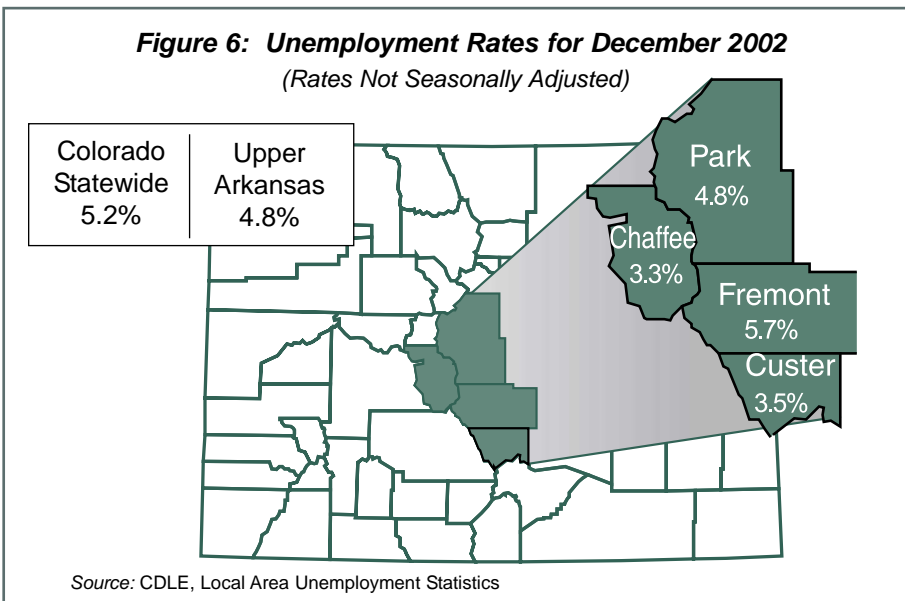 Figure 6: Unemployment Rates for December 2002
(Rates Not Seasonally Adjusted)
Colorado
Statewide
5.2%
Upper
Arkansas
4.8%
Park
4.8%
Chaffee
3.3%
Fremont
5.7%
Custer
3.5%
Source: CDLE, Local Area Unemployment Statistics